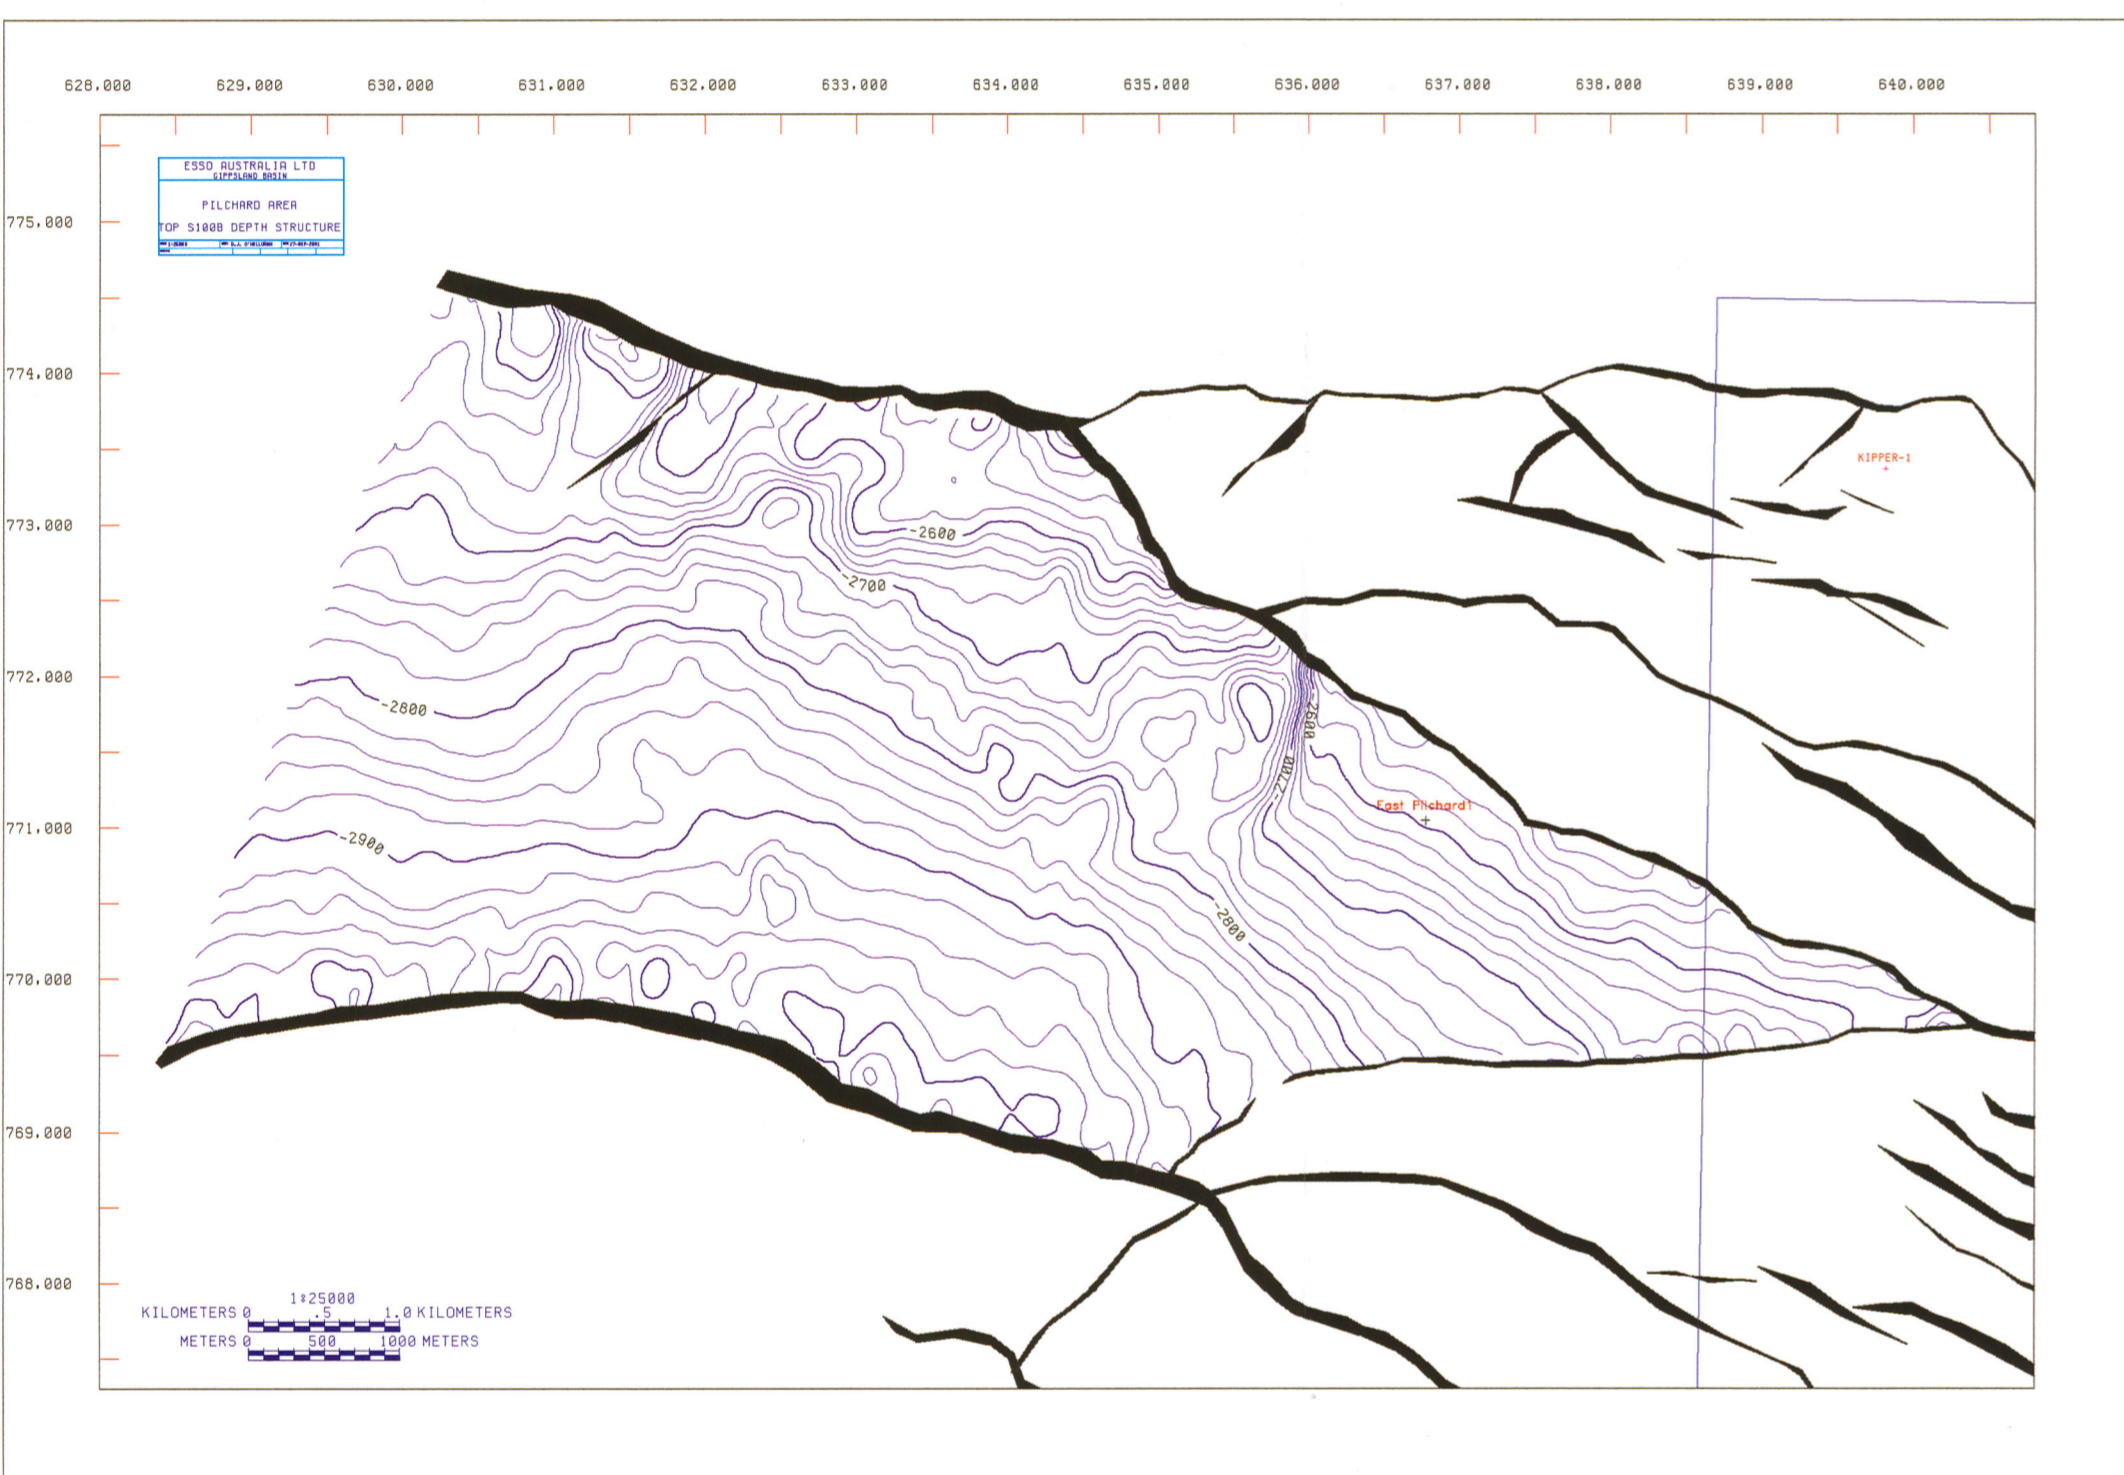 628.000 629.000 630.000 631.000 632.000 633.000 634.000 635.000 636.000 637.000 638.000 639.000 640.000
ESSO AUSTRALIA LTD
GIPPSLAND BASIN
PILCHARD AREA
TOP S100B DEPTH STRUCTURE
775.000
774.000
773.000
772.000
771.000
770.000
769.000
768.000
KIPPER-1
-2600
-2700
-2800
-2600
-2700
East Pilchard1
-2900
-2800
1:25000
KILOMETERS 0 .5 1.0 KILOMETERS
METERS 0 500 1000 METERS